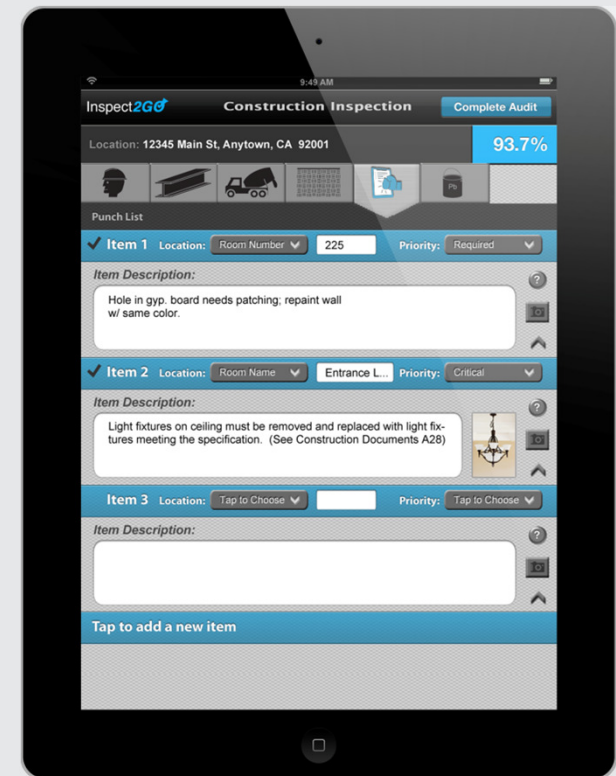 9:49 AM
Inspect2GO Construction Inspection Complete Audit
Location: 12345 Main St, Anytown, CA 92001 93.7%
Pb
Punch List
Item 1 Location: Room Number 225 Priority: Required
Item Description:
?
Hole in gyp. board needs patching; repaint wall
w/ same color.
Item 2 Location: Room Name Entrance L... Priority: Critical
Item Description:
?
Light fixtures on ceiling must be removed and replaced with light fix-
tures meeting the specification. (See Construction Documents A28)
Item 3 Location: Tap to Choose Priority: Tap to Choose
Item Description:
?
Tap to add a new item